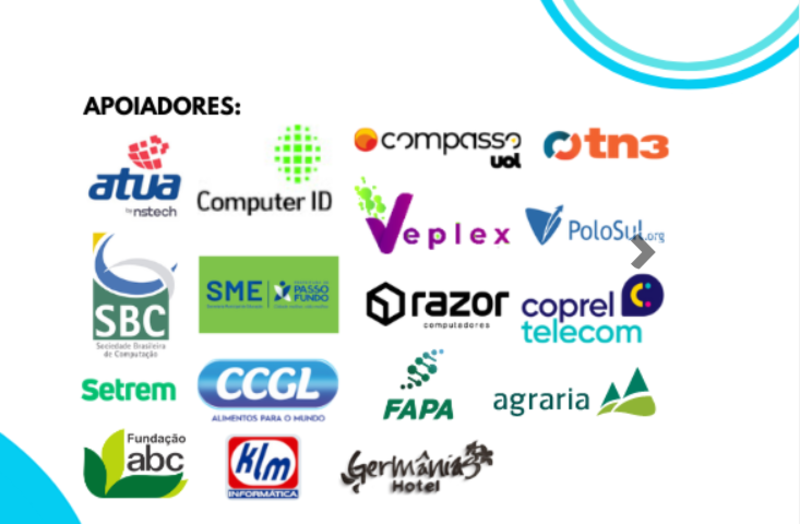 APOIADORES:
atua
by nstech
Computer ID
compasso
uol
tn3
Veplex
PoloSul.org
SBC
Sociedade Brasileira
de Computação
SME
PASSO
FUNDO
razor
computadores
coprel
telecom
Setrem
CCGL
ALIMENTOS PARA O MUNDO
FAPA
agraria
Fundação
abc
klm
INFORMÁTICA
Germânia
Hotel